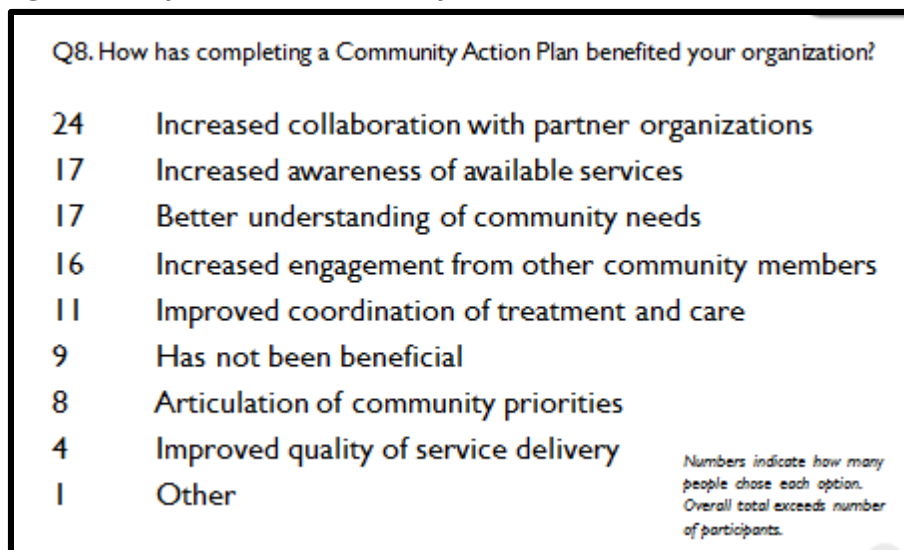 Q8. How has completing a Community Action Plan benefited your organization?
24 Increased collaboration with partner organizations
17 Increased awareness of available services
17 Better understanding of community needs
16 Increased engagement from other community members
11 Improved coordination of treatment and care
9 Has not been beneficial
8 Articulation of community priorities
4 Improved quality of service delivery
1 Other
Numbers indicate how many
people chose each option.
Overall total exceeds number
of participants.